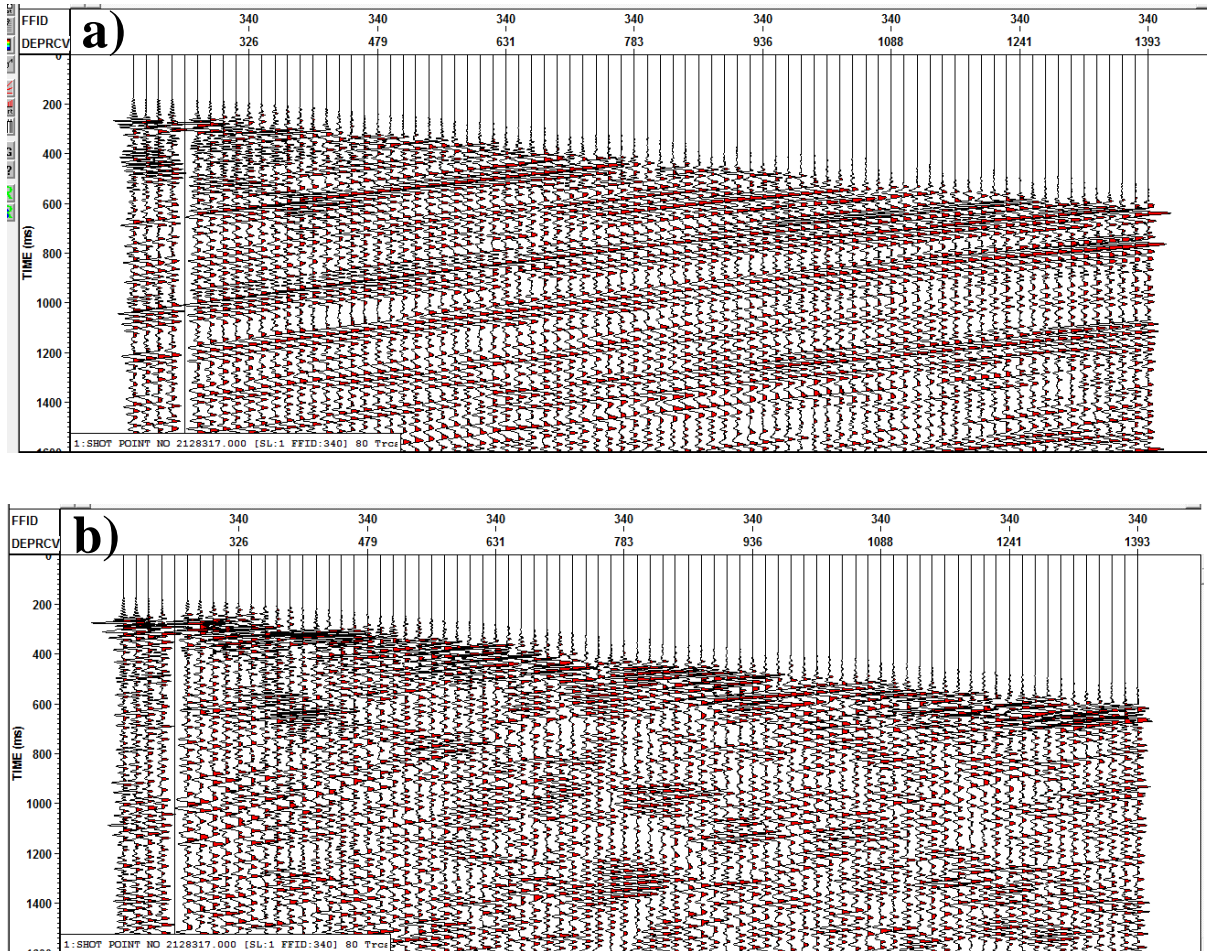 a)
FFID 340 340 340 340 340 340 340 340
DEPRCV 326 479 631 783 936 1088 1241 1393
0
200
400
600
800
1000
1200
1400
TIME (ms)
1:SHOT POINT NO 2128317.000 [SL:1 FFID:340] 80 Trcs
b)
FFID 340 340 340 340 340 340 340 340
DEPRCV 326 479 631 783 936 1088 1241 1393
0
200
400
600
800
1000
1200
1400
TIME (ms)
1:SHOT POINT NO 2128317.000 [SL:1 FFID:340] 80 Trcs